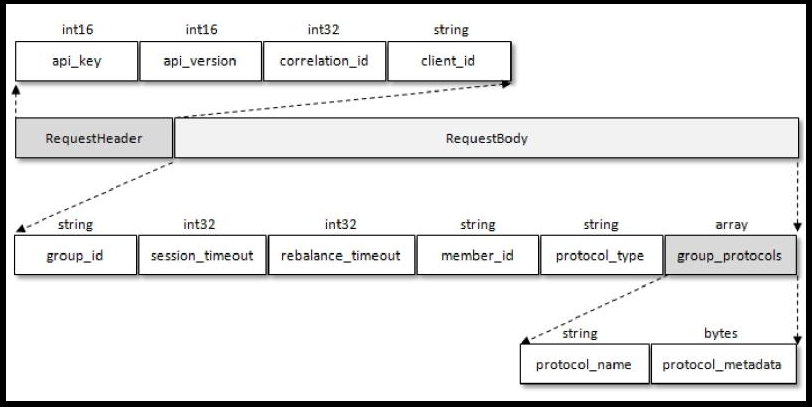 int16 int16 int32 string
api_key api_version correlation_id client_id
RequestHeader RequestBody
string int32 int32 string string array
group_id session_timeout rebalance_timeout member_id protocol_type group_protocols
string bytes
protocol_name protocol_metadata